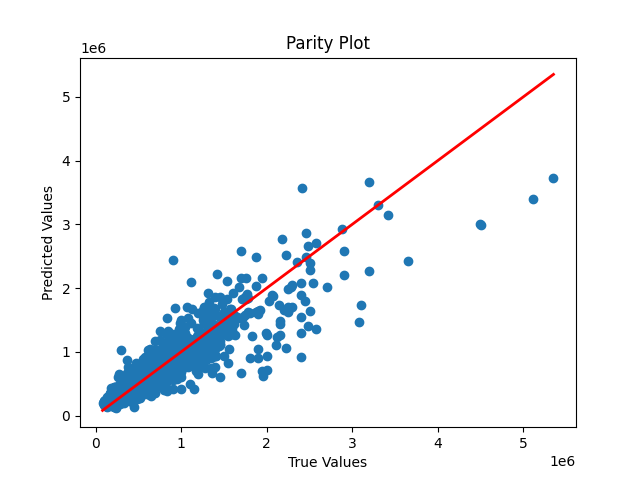 Parity Plot
1e6
5
4
3
2
1
0
Predicted Values
0 1 2 3 4 5
True Values
1e6